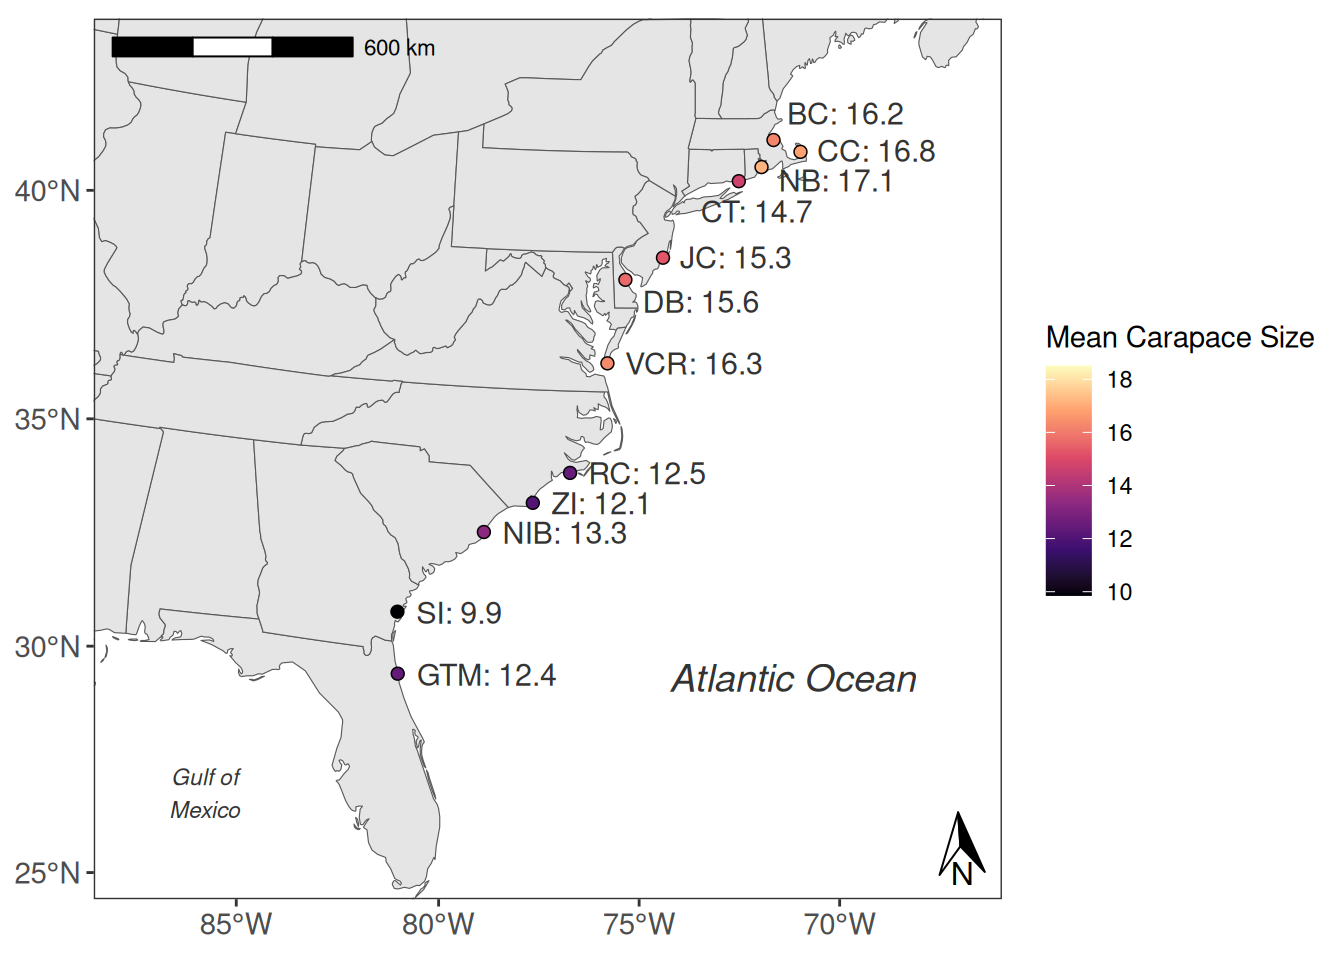 600 km
BC: 16.2
CC: 16.8
NB: 17.1
CT: 14.7
JC: 15.3
DB: 15.6
VCR: 16.3
RC: 12.5
ZI: 12.1
NIB: 13.3
SI: 9.9
GTM: 12.4
Atlantic Ocean
Gulf of
Mexico
N
40°N
35°N
30°N
25°N
85°W
80°W
75°W
70°W
Mean Carapace Size
18
16
14
12
10